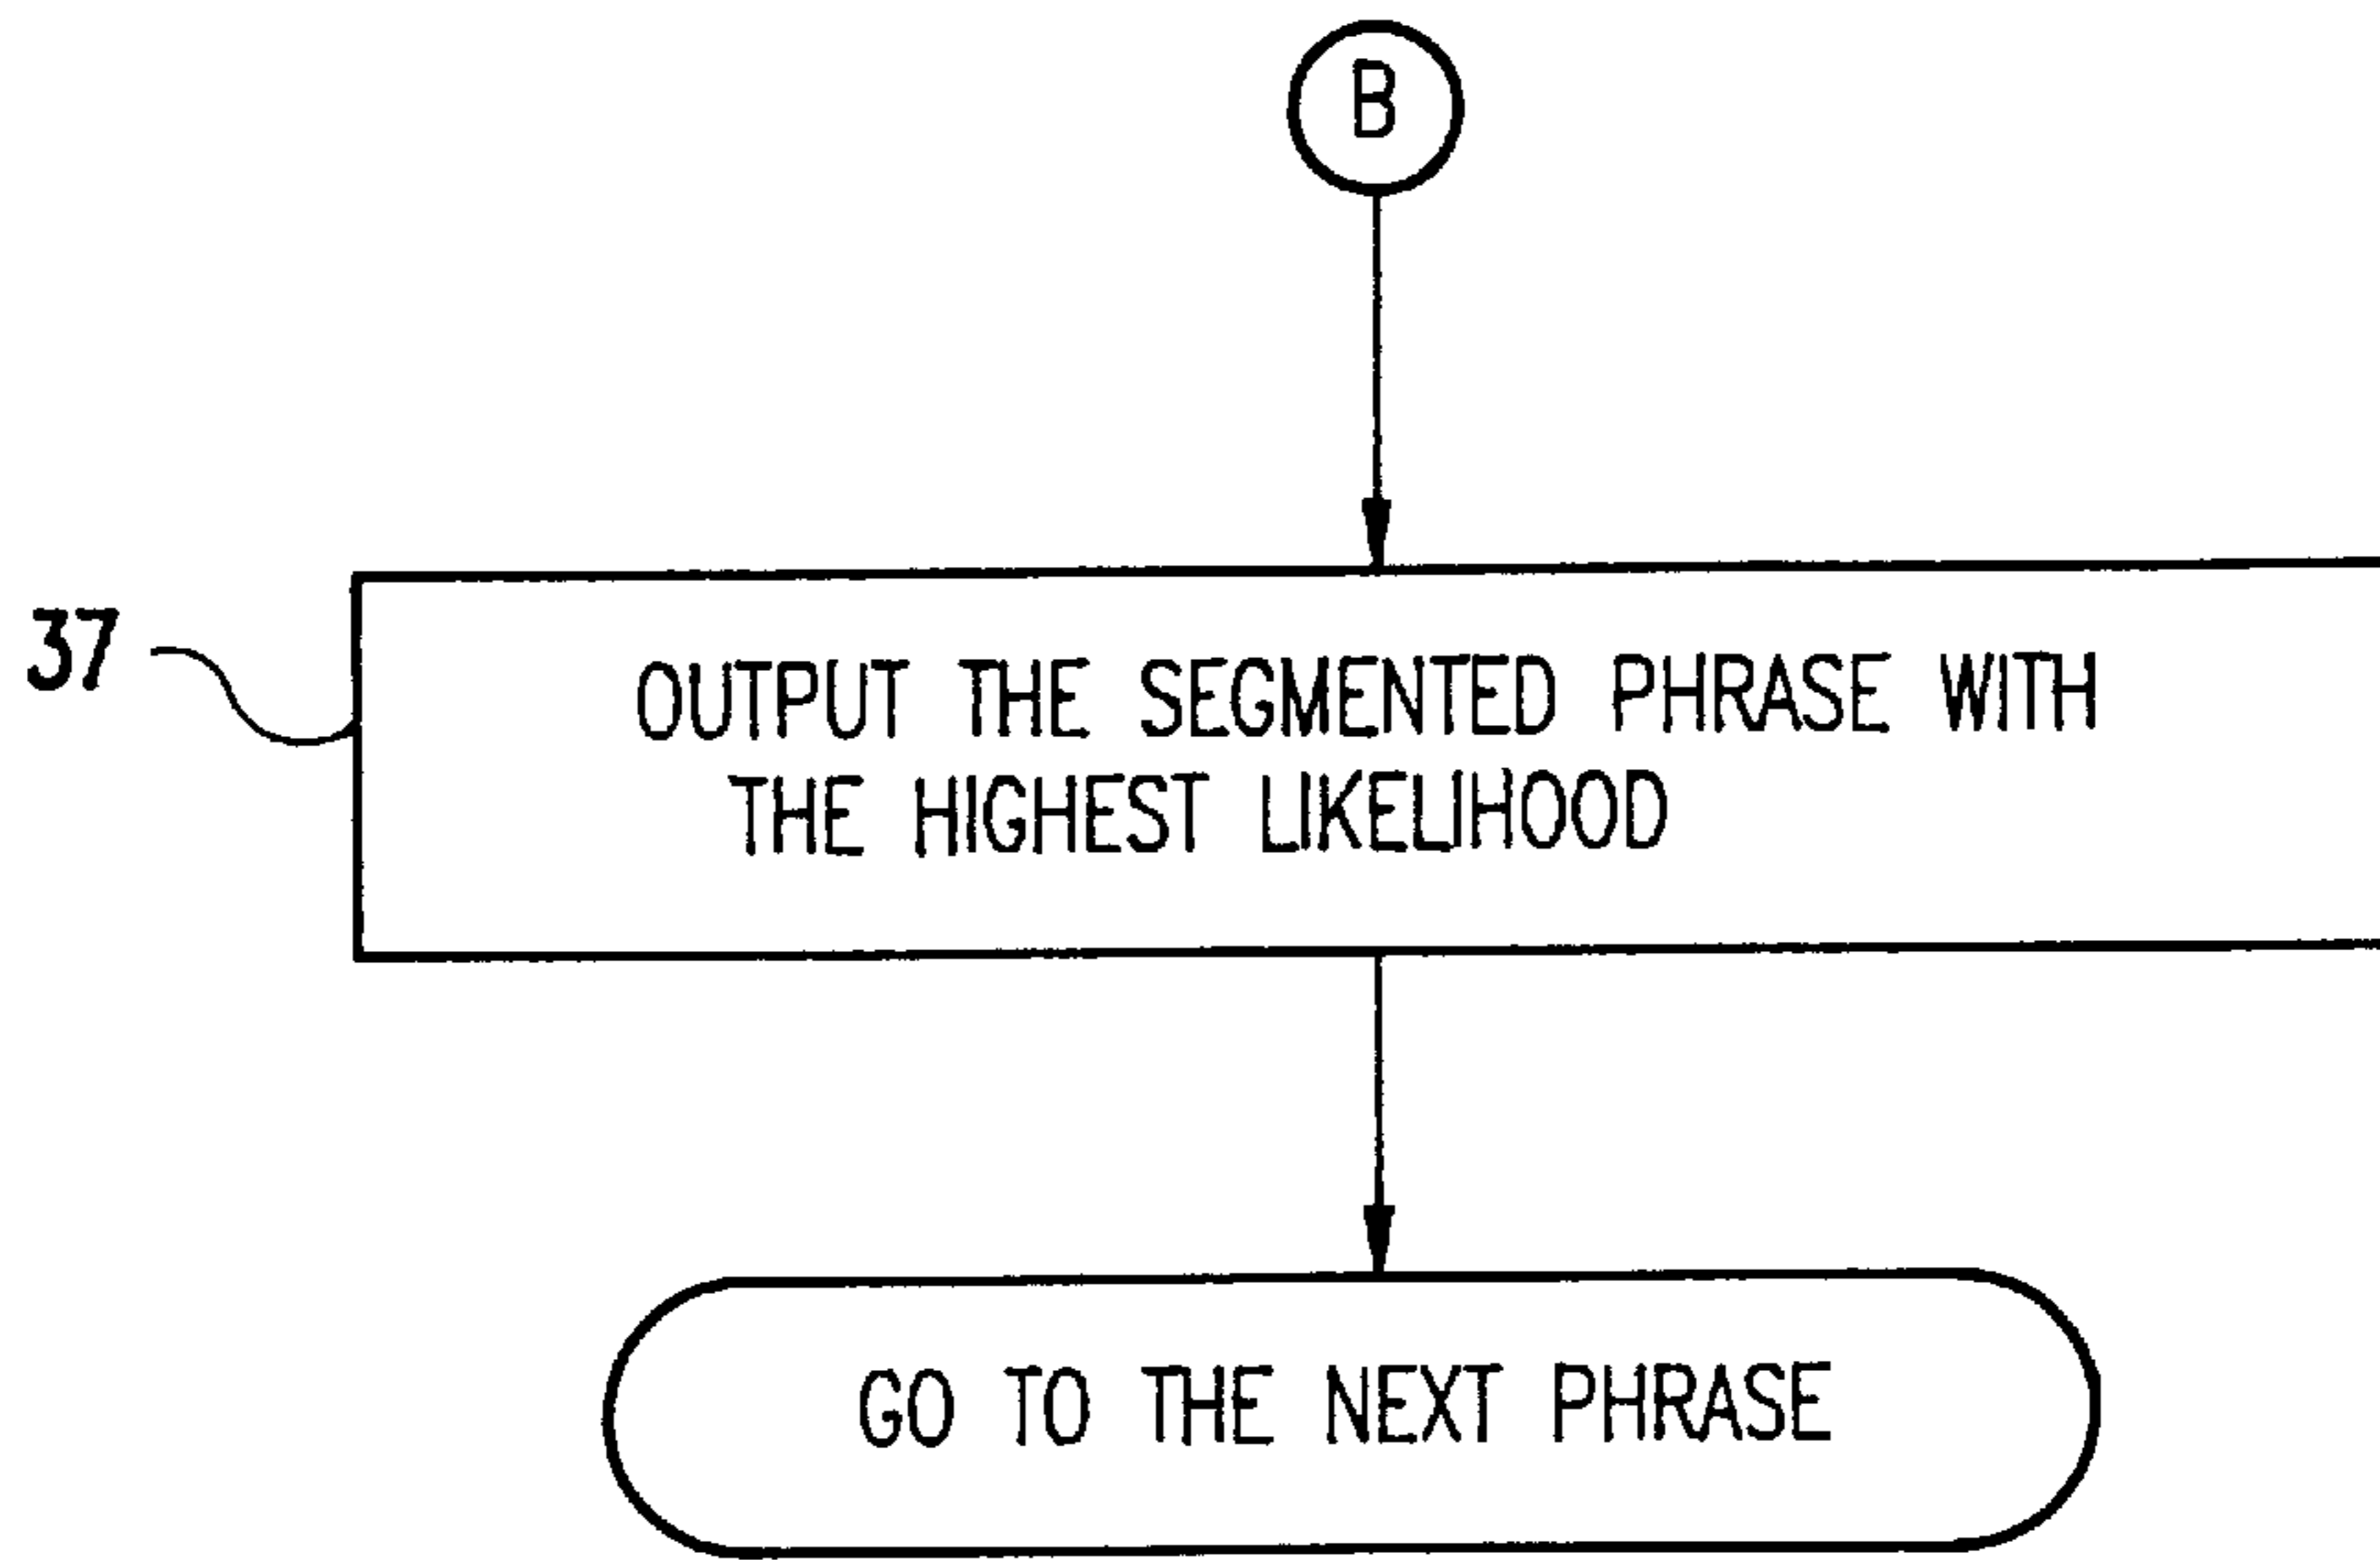 B
37
OUTPUT THE SEGMENTED PHRASE WITH
THE HIGHEST LIKELIHOOD
GO TO THE NEXT PHRASE